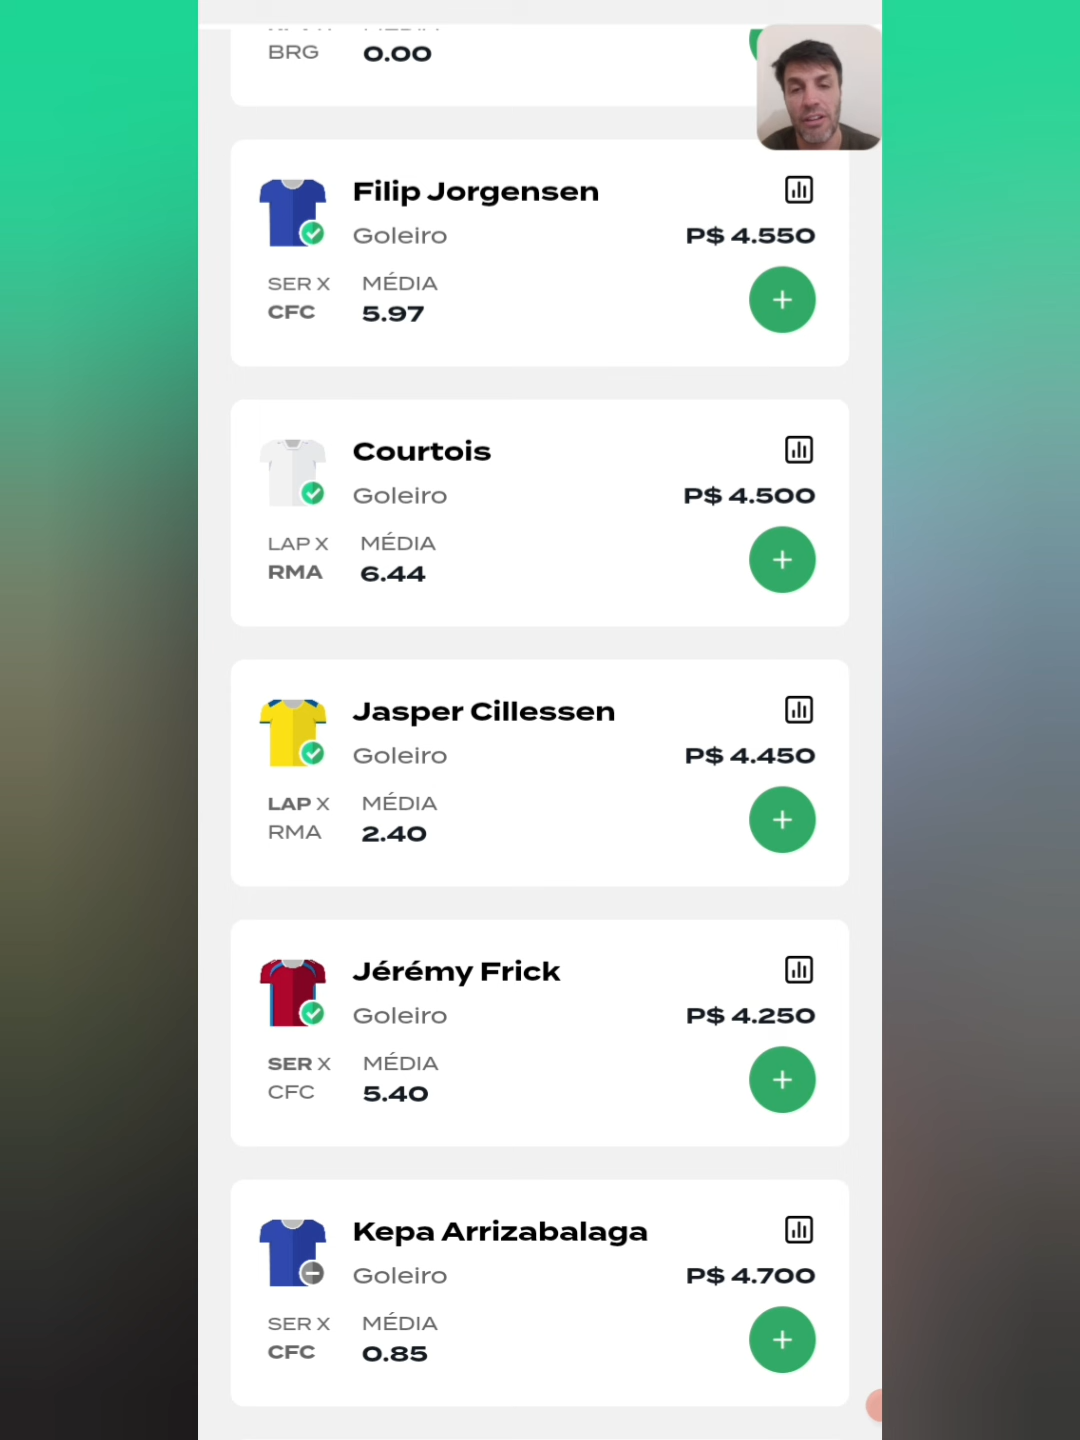 BRG
0.00
Filip Jorgensen
Goleiro
P$ 4.550
SER X MÉDIA
CFC 5.97
Courtois
Goleiro
P$ 4.500
LAP X MÉDIA
RMA 6.44
Jasper Cillessen
Goleiro
P$ 4.450
LAP X MÉDIA
RMA 2.40
Jérémy Frick
Goleiro
P$ 4.250
SER X MÉDIA
CFC 5.40
Kepa Arrizabalaga
Goleiro
P$ 4.700
SER X MÉDIA
CFC 0.85